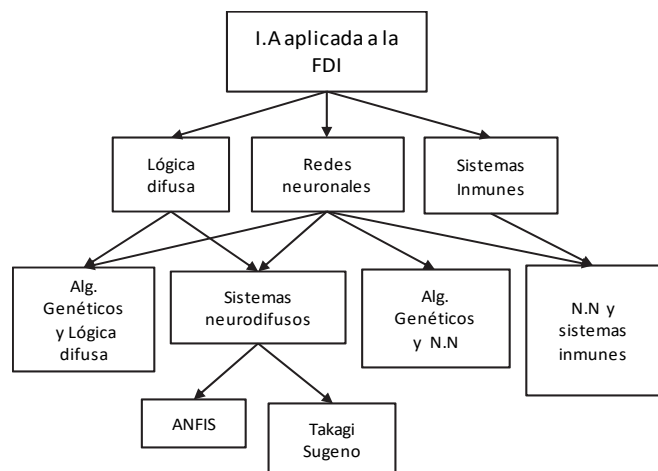 I.A aplicada a la
FDI
Lógica
difusa
Redes
neuronales
Sistemas
Inmunes
Alg.
Genéticos
y Lógica
difusa
Sistemas
neurodifusos
Alg.
Genéticos
y N.N
N.N y
sistemas
inmunes
ANFIS
Takagi
Sugeno